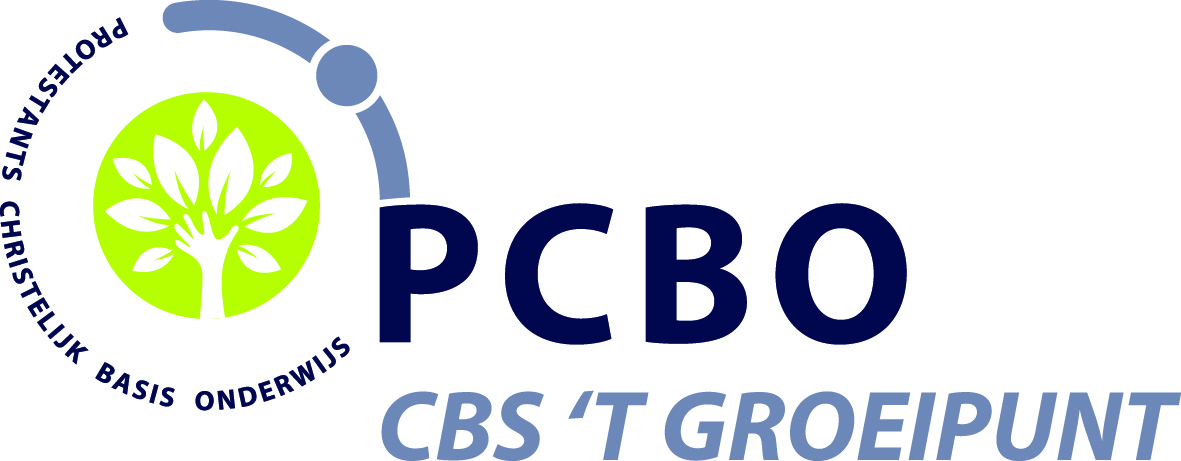 PROTESTANTS CHRISTELIJK BASIS ONDERWIJS
PCBO
CBS ‘T GROEIPUNT